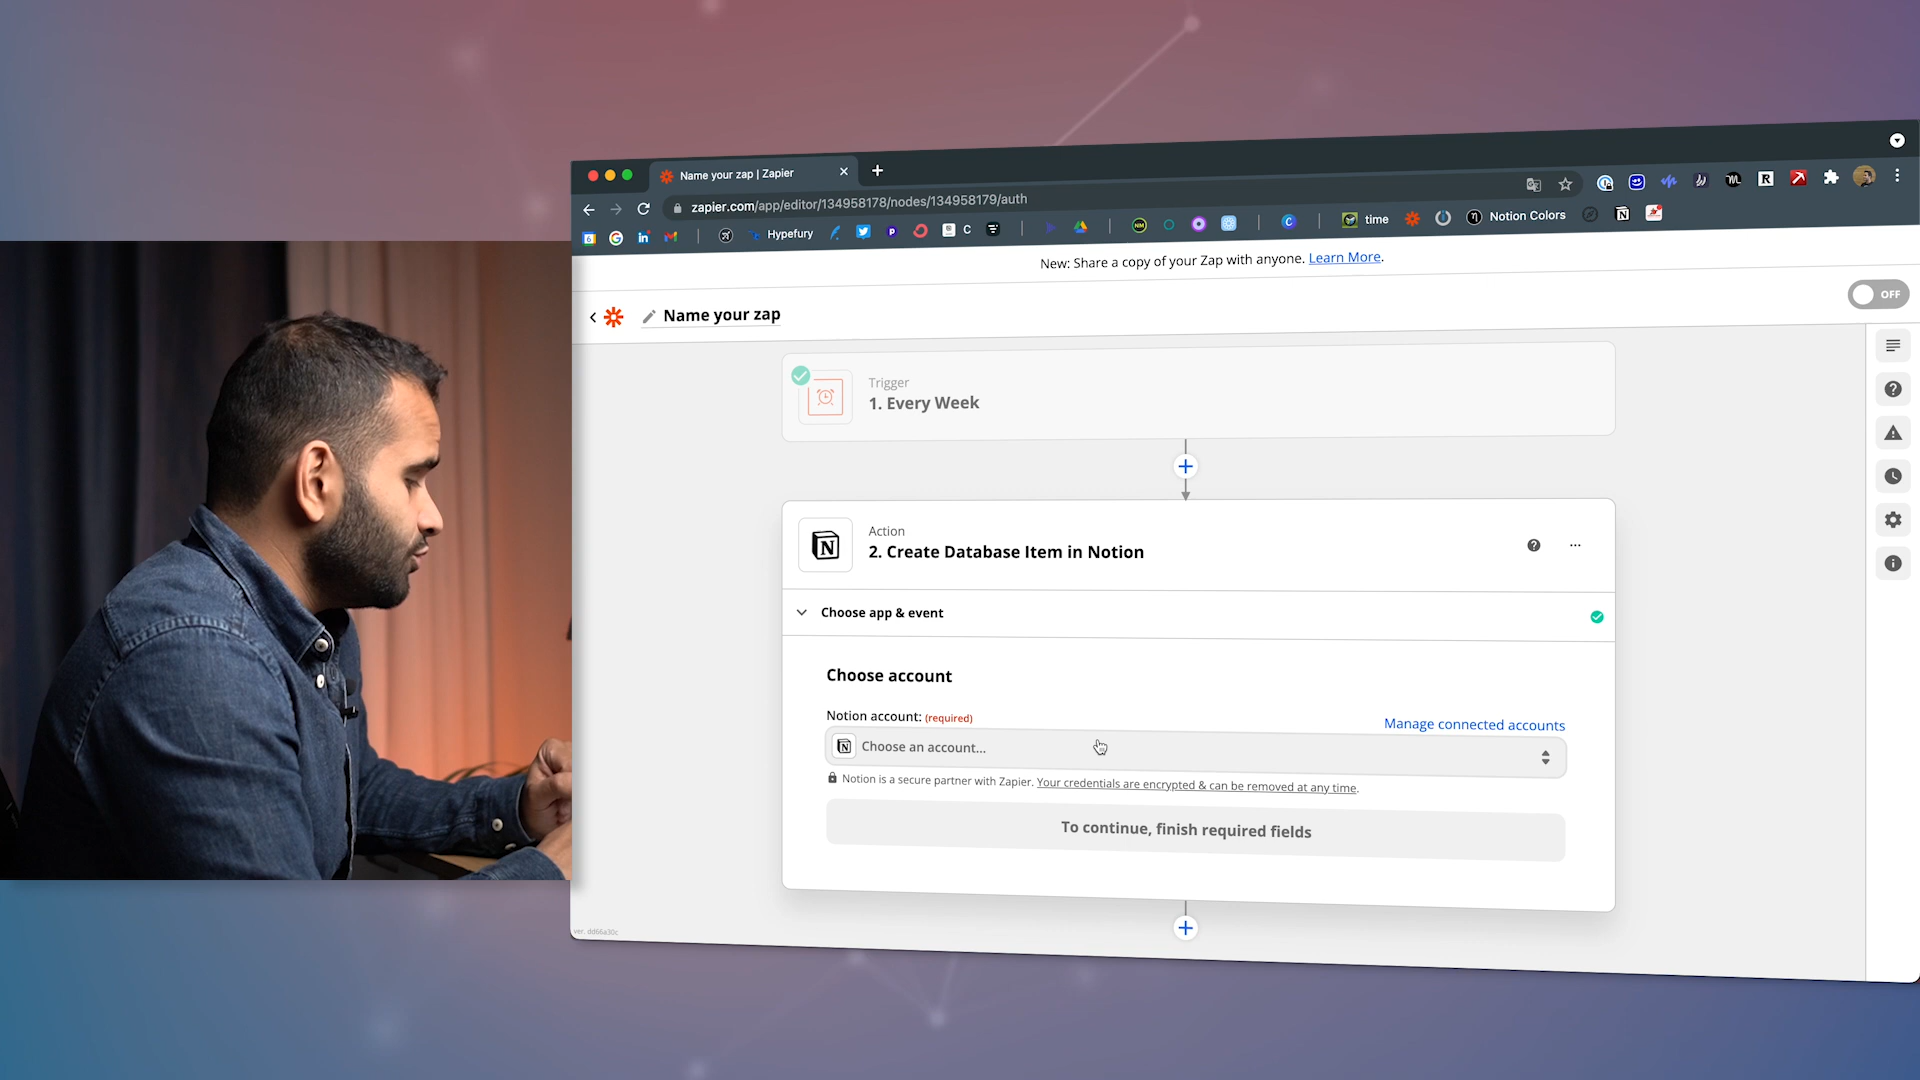 Name your zap | Zapier
zapier.com/app/editor/134958178/nodes/134958179/auth
Hypefury
C
time
Notion Colors
New: Share a copy of your Zap with anyone. Learn More.
Name your zap
OFF
Trigger
1. Every Week
Action
2. Create Database Item in Notion
Choose app & event
Choose account
Notion account: (required)
Manage connected accounts
Choose an account...
Notion is a secure partner with Zapier. Your credentials are encrypted & can be removed at any time.
To continue, finish required fields
ver. dd66a30c